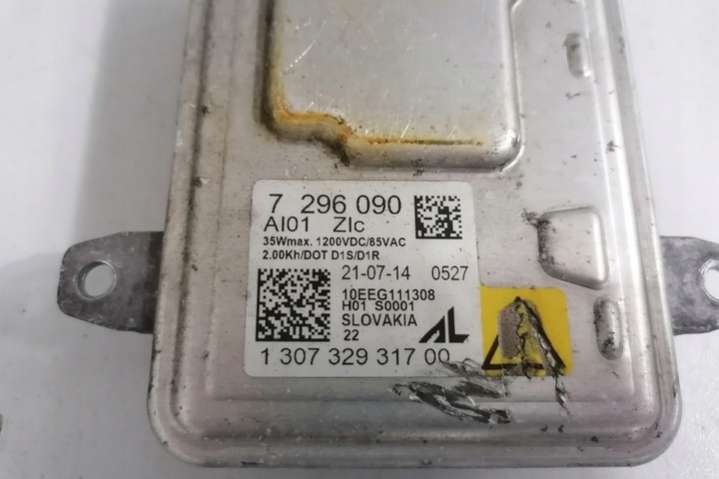 7 296 090
AI01 ZIc
35Wmax. 1200VDC/85VAC
2.00Kh/DOT D1S/D1R
21-07-14 0527
10EEG111308
H01 S0001
SLOVAKIA
22 AL
1 307 329 317 00